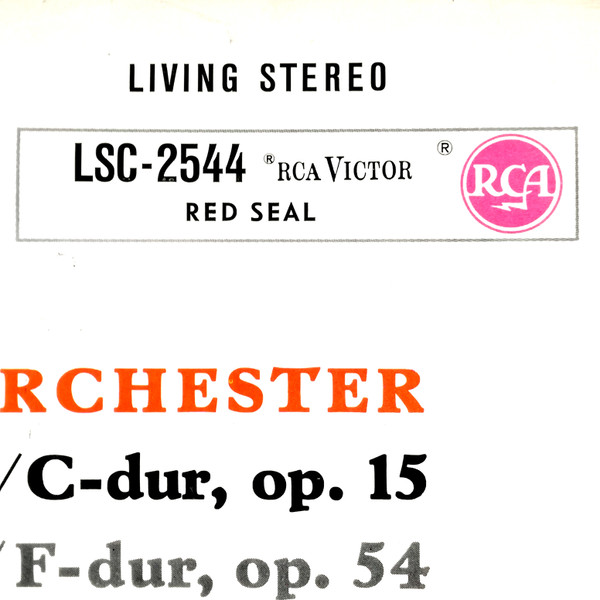 LIVING STEREO
LSC-2544 ® RCA VICTOR ® RCA
RED SEAL
RCHESTER
/C-dur, op. 15
/F-dur, op. 54